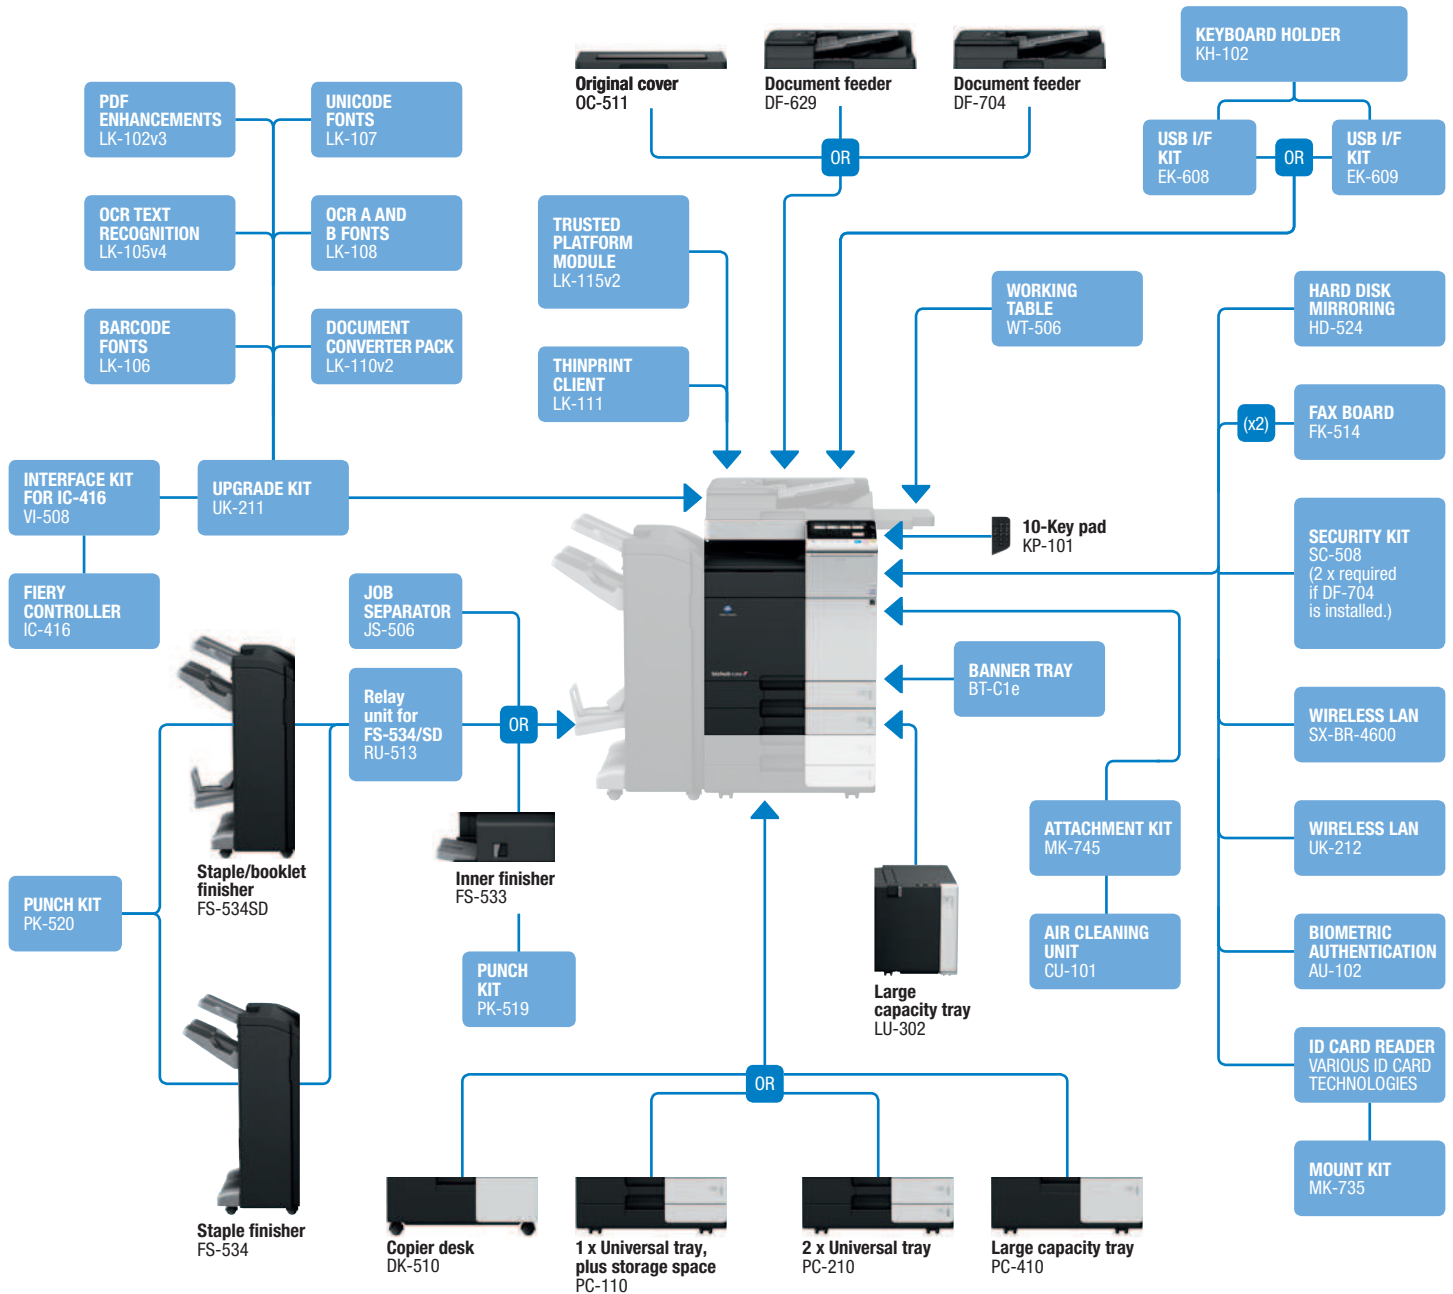 Original cover
OC-511
Document feeder
DF-629
Document feeder
DF-704
KEYBOARD HOLDER
KH-102
PDF
ENHANCEMENTS
LK-102v3
UNICODE
FONTS
LK-107
OR
USB I/F
KIT
EK-608
OR
USB I/F
KIT
EK-609
OCR TEXT
RECOGNITION
LK-105v4
OCR A AND
B FONTS
LK-108
TRUSTED
PLATFORM
MODULE
LK-115v2
WORKING
TABLE
WT-506
HARD DISK
MIRRORING
HD-524
BARCODE
FONTS
LK-106
DOCUMENT
CONVERTER PACK
LK-110v2
THINPRINT
CLIENT
LK-111
(x2)
FAX BOARD
FK-514
INTERFACE KIT
FOR IC-416
VI-508
UPGRADE KIT
UK-211
10-Key pad
KP-101
SECURITY KIT
SC-508
(2 x required
if DF-704
is installed.)
FIERY
CONTROLLER
IC-416
JOB
SEPARATOR
JS-506
Relay
unit for
FS-534/SD
RU-513
OR
BANNER TRAY
BT-C1e
WIRELESS LAN
SX-BR-4600
ATTACHMENT KIT
MK-745
WIRELESS LAN
UK-212
Staple/booklet
finisher
FS-534SD
Inner finisher
FS-533
PUNCH KIT
PK-520
PUNCH
KIT
PK-519
AIR CLEANING
UNIT
CU-101
BIOMETRIC
AUTHENTICATION
AU-102
Large
capacity tray
LU-302
ID CARD READER
VARIOUS ID CARD
TECHNOLOGIES
OR
MOUNT KIT
MK-735
Staple finisher
FS-534
Copier desk
DK-510
1 x Universal tray,
plus storage space
PC-110
2 x Universal tray
PC-210
Large capacity tray
PC-410